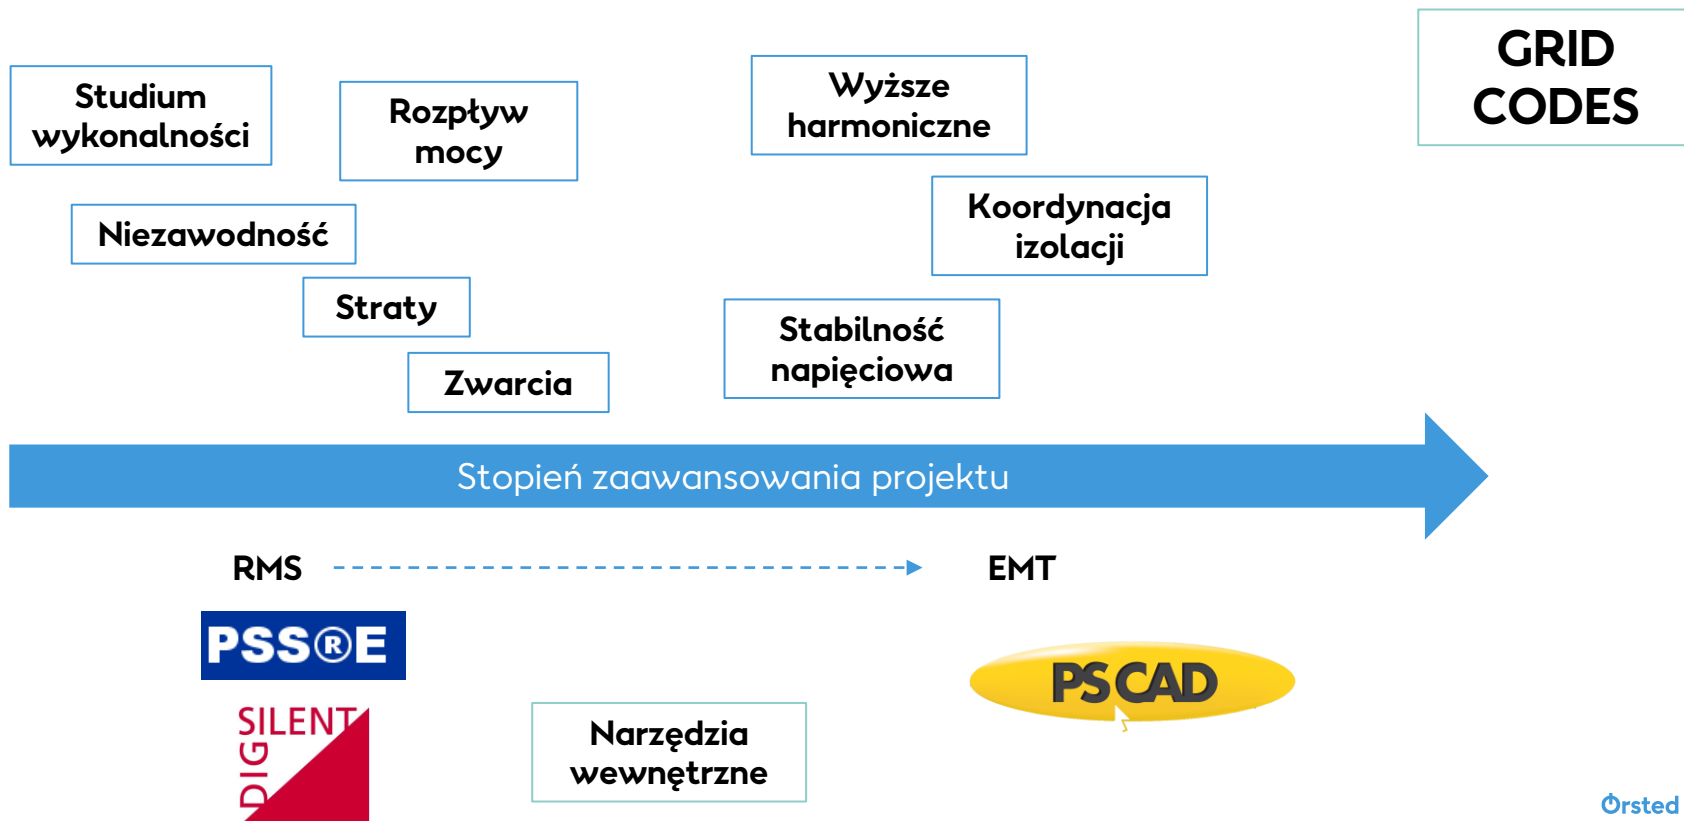 GRID
CODES
Studium
wykonalności
Rozpływ
mocy
Wyższe
harmoniczne
Niezawodność
Koordynacja
izolacji
Straty
Stabilność
napięciowa
Zwarcia
Stopień zaawansowania projektu
RMS
EMT
PSS®E
PSCAD
DIG
SILENT
Narzędzia
wewnętrzne
Ørsted